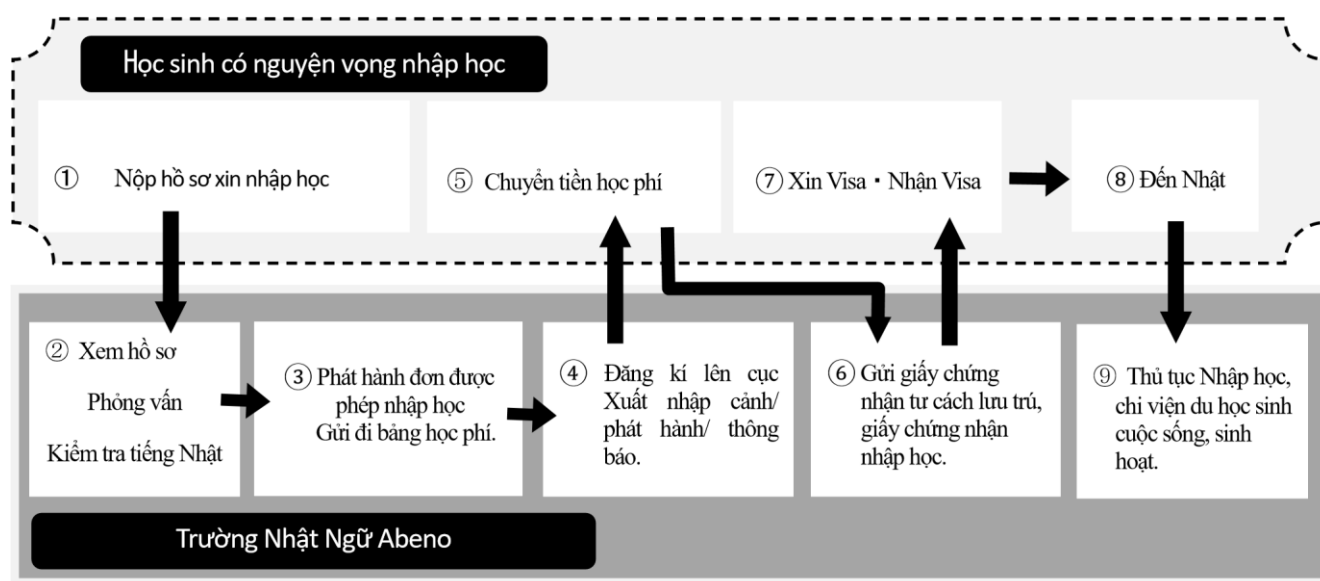 Học sinh có nguyện vọng nhập học
① Nộp hồ sơ xin nhập học
⑤ Chuyển tiền học phí
⑦ Xin Visa・Nhận Visa
⑧ Đến Nhật
② Xem hồ sơ
Phỏng vấn
Kiểm tra tiếng Nhật
③ Phát hành đơn được
phép nhập học
Gửi đi bảng học phí.
④ Đăng kí lên cục
Xuất nhập cảnh/
phát hành/ thông
báo.
⑥ Gửi giấy chứng
nhận tư cách lưu trú,
giấy chứng nhận
nhập học.
⑨ Thủ tục Nhập học,
chi viện du học sinh
cuộc sống, sinh
hoạt.
Trường Nhật Ngữ Abeno